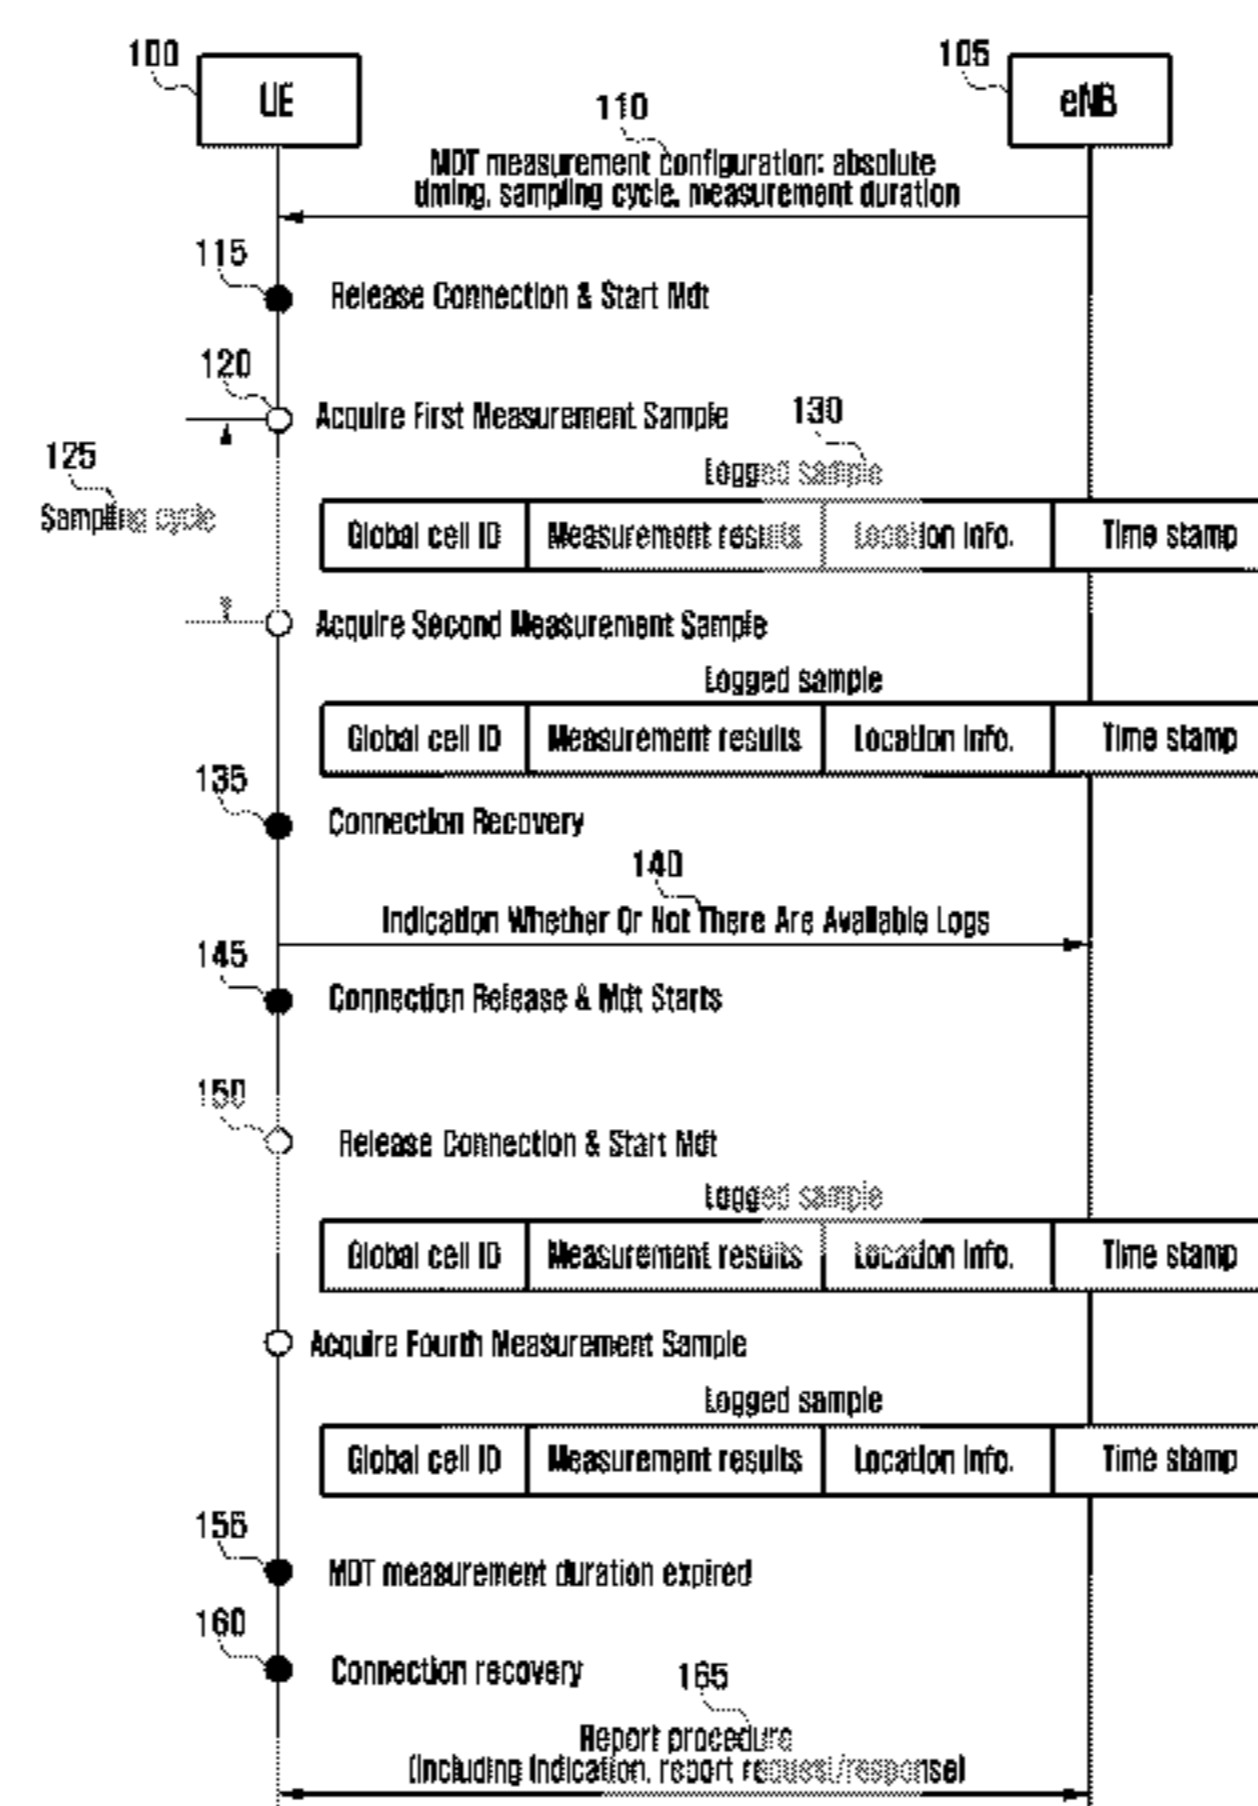 100
UE
105
eNB
110
MDT measurement configuration: absolute
timing, sampling cycle, measurement duration
115
Release Connection & Start Mdt
120
Acquire First Measurement Sample
130
Logged sample
125
Sampling cycle
Global cell ID Measurement results Location Info. Time stamp
Acquire Second Measurement Sample
Logged sample
Global cell ID Measurement results Location Info. Time stamp
135
Connection Recovery
140
Indication Whether Or Not There Are Available Logs
145
Connection Release & Mdt Starts
150
Release Connection & Start Mdt
Logged sample
Global cell ID Measurement results Location Info. Time stamp
Acquire Fourth Measurement Sample
Logged sample
Global cell ID Measurement results Location Info. Time stamp
156
MDT measurement duration expired
160
Connection recovery
165
Report procedure
(Including Indication, report request/response)